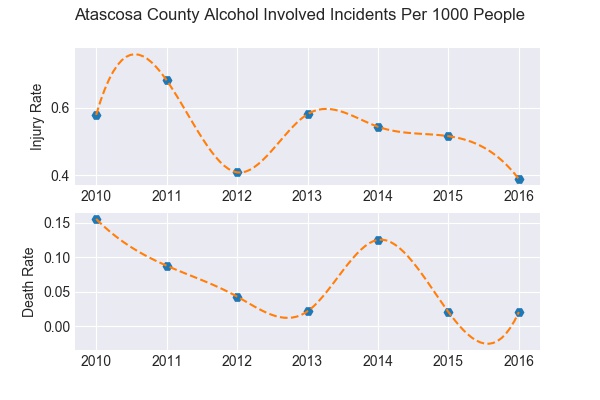 Atascosa County Alcohol Involved Incidents Per 1000 People
Injury Rate
0.6
0.4
2010 2011 2012 2013 2014 2015 2016
Death Rate
0.15
0.10
0.05
0.00
2010 2011 2012 2013 2014 2015 2016